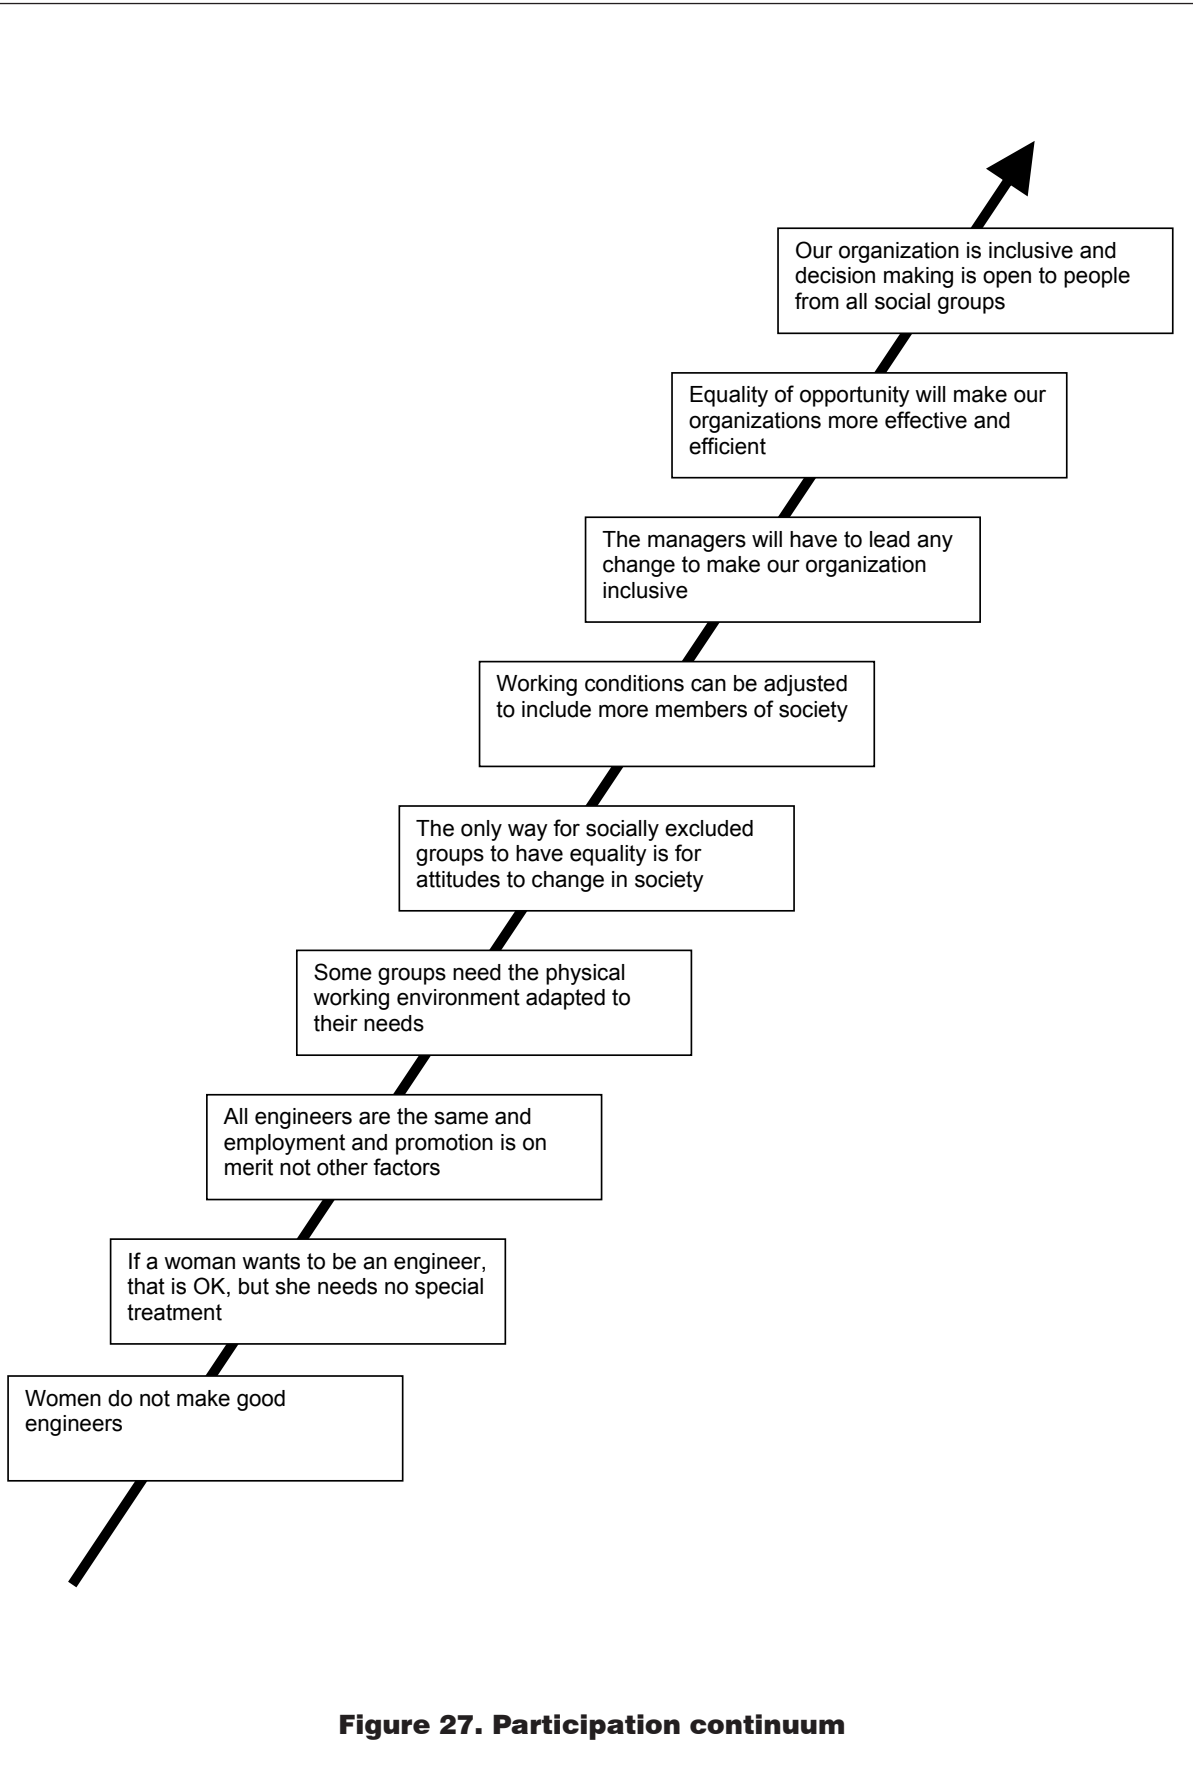 Our organization is inclusive and
decision making is open to people
from all social groups
Equality of opportunity will make our
organizations more effective and
efficient
The managers will have to lead any
change to make our organization
inclusive
Working conditions can be adjusted
to include more members of society
The only way for socially excluded
groups to have equality is for
attitudes to change in society
Some groups need the physical
working environment adapted to
their needs
All engineers are the same and
employment and promotion is on
merit not other factors
If a woman wants to be an engineer,
that is OK, but she needs no special
treatment
Women do not make good
engineers
Figure 27. Participation continuum